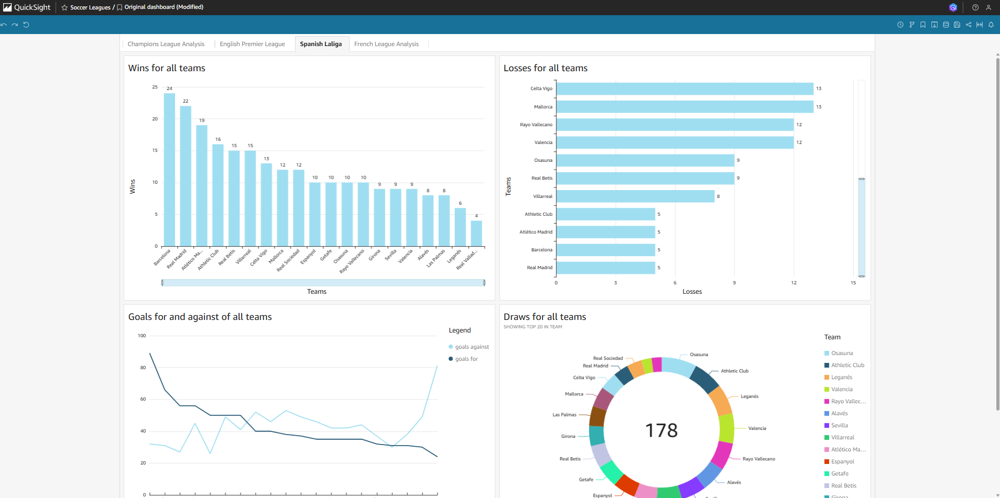 QuickSight
Soccer Leagues / Original dashboard (Modified)
Champions League Analysis
English Premier League
Spanish Laliga
French League Analysis
Wins for all teams
Wins
25
20
15
10
5
0
24
22
19
16
15
15
13
12
12
10
10
10
10
9
9
9
8
8
6
4
Barcelona
Real Madrid
Atlético Ma...
Athletic Club
Real Betis
Villarreal
Celta Vigo
Mallorca
Real Sociedad
Espanyol
Getafe
Osasuna
Rayo Vallecano
Girona
Sevilla
Valencia
Alavés
Las Palmas
Leganés
Real Vallad...
Teams
Losses for all teams
Teams
Celta Vigo 13
Mallorca 13
Rayo Vallecano 12
Valencia 12
Osasuna 9
Real Betis 9
Villarreal 8
Athletic Club 5
Atlético Madrid 5
Barcelona 5
Real Madrid 5
0 3 6 9 12 15
Losses
Goals for and against of all teams
100
80
60
40
20
0
Legend
goals against
goals for
Draws for all teams
SHOWING TOP 20 IN TEAM
Real Sociedad
Real Madrid
Celta Vigo
Mallorca
Las Palmas
Girona
Real Betis
Getafe
Espanyol
Osasuna
Athletic Club
Leganés
Valencia
Rayo Vallecano
Alavés
178
Team
Osasuna
Athletic Club
Leganés
Valencia
Rayo Vallec...
Alavés
Sevilla
Villarreal
Atlético Ma...
Espanyol
Getafe
Real Betis
Girona